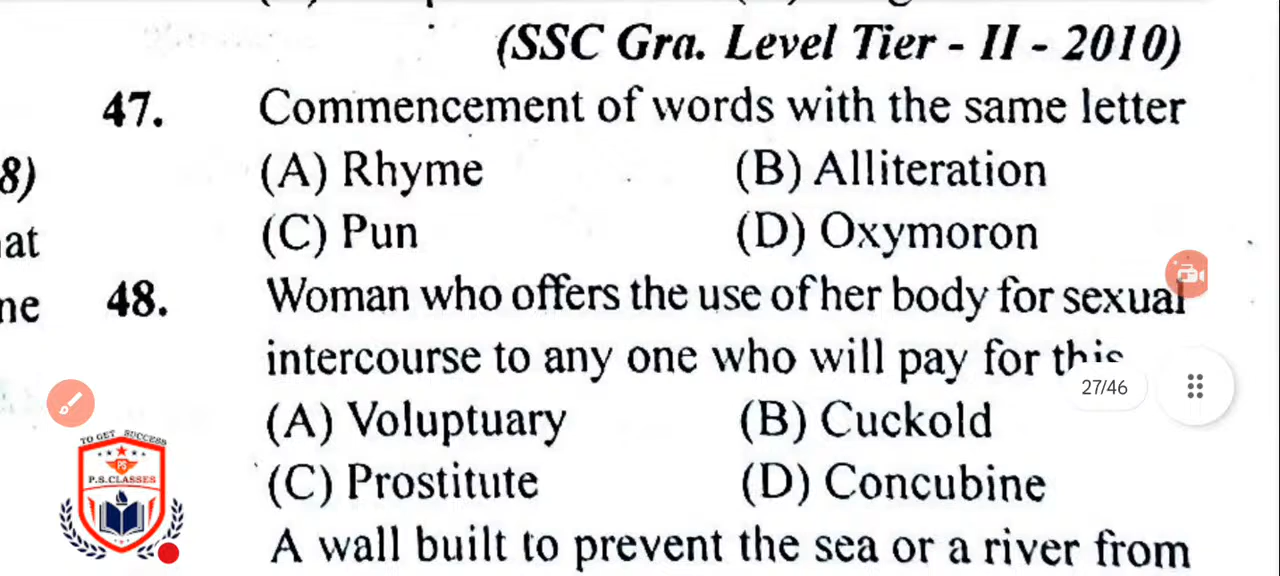 (SSC Gra. Level Tier - II - 2010)
47. Commencement of words with the same letter
8)
(A) Rhyme (B) Alliteration
at
(C) Pun (D) Oxymoron
ne
48. Woman who offers the use of her body for sexual
intercourse to any one who will pay for this
27/46
(A) Voluptuary (B) Cuckold
TO GET SUCCESS
PS
P.S.CLASSES
(C) Prostitute (D) Concubine
A wall built to prevent the sea or a river from